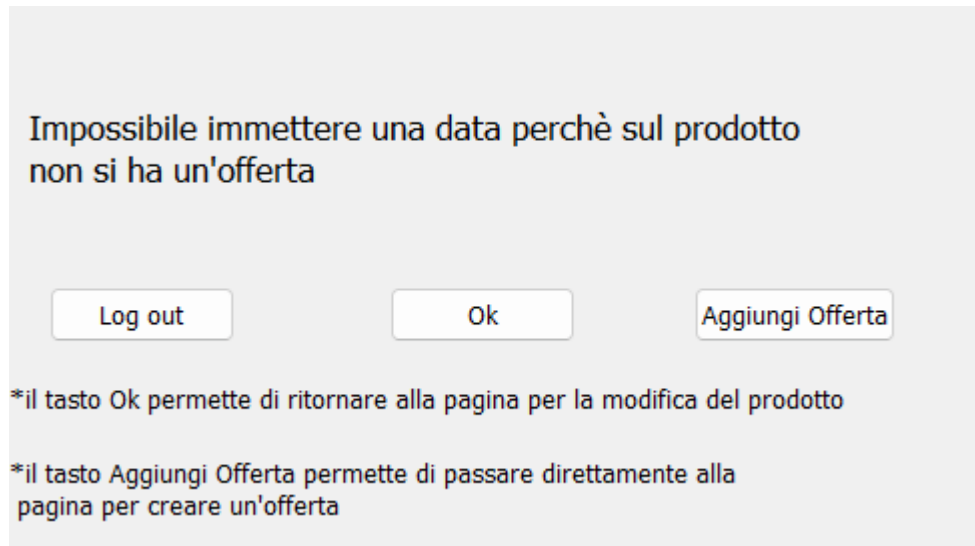 Impossibile immettere una data perchè sul prodotto
non si ha un'offerta
Log out
Ok
Aggiungi Offerta
*il tasto Ok permette di ritornare alla pagina per la modifica del prodotto
*il tasto Aggiungi Offerta permette di passare direttamente alla
pagina per creare un'offerta